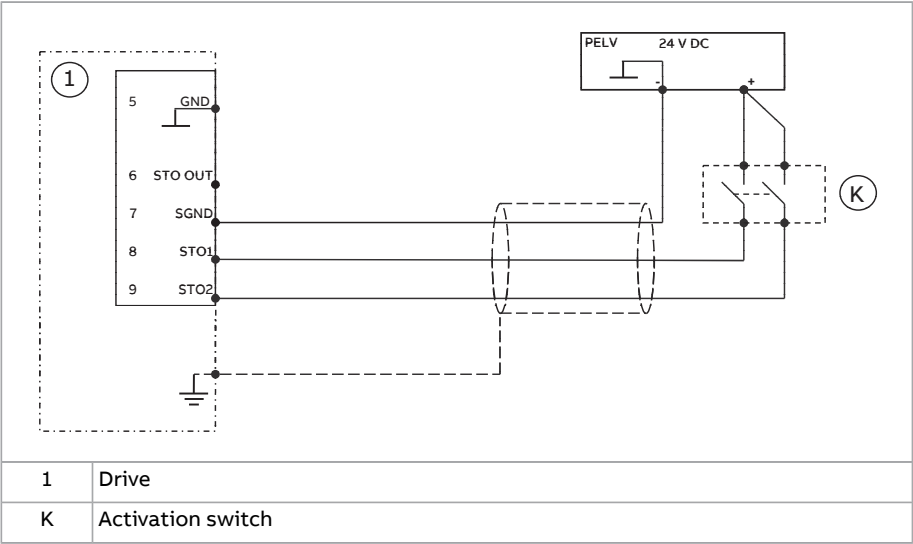 PELV 24 V DC
- +
1
5 GND
6 STO OUT
7 SGND
8 STO1
9 STO2
K
1 Drive
K Activation switch